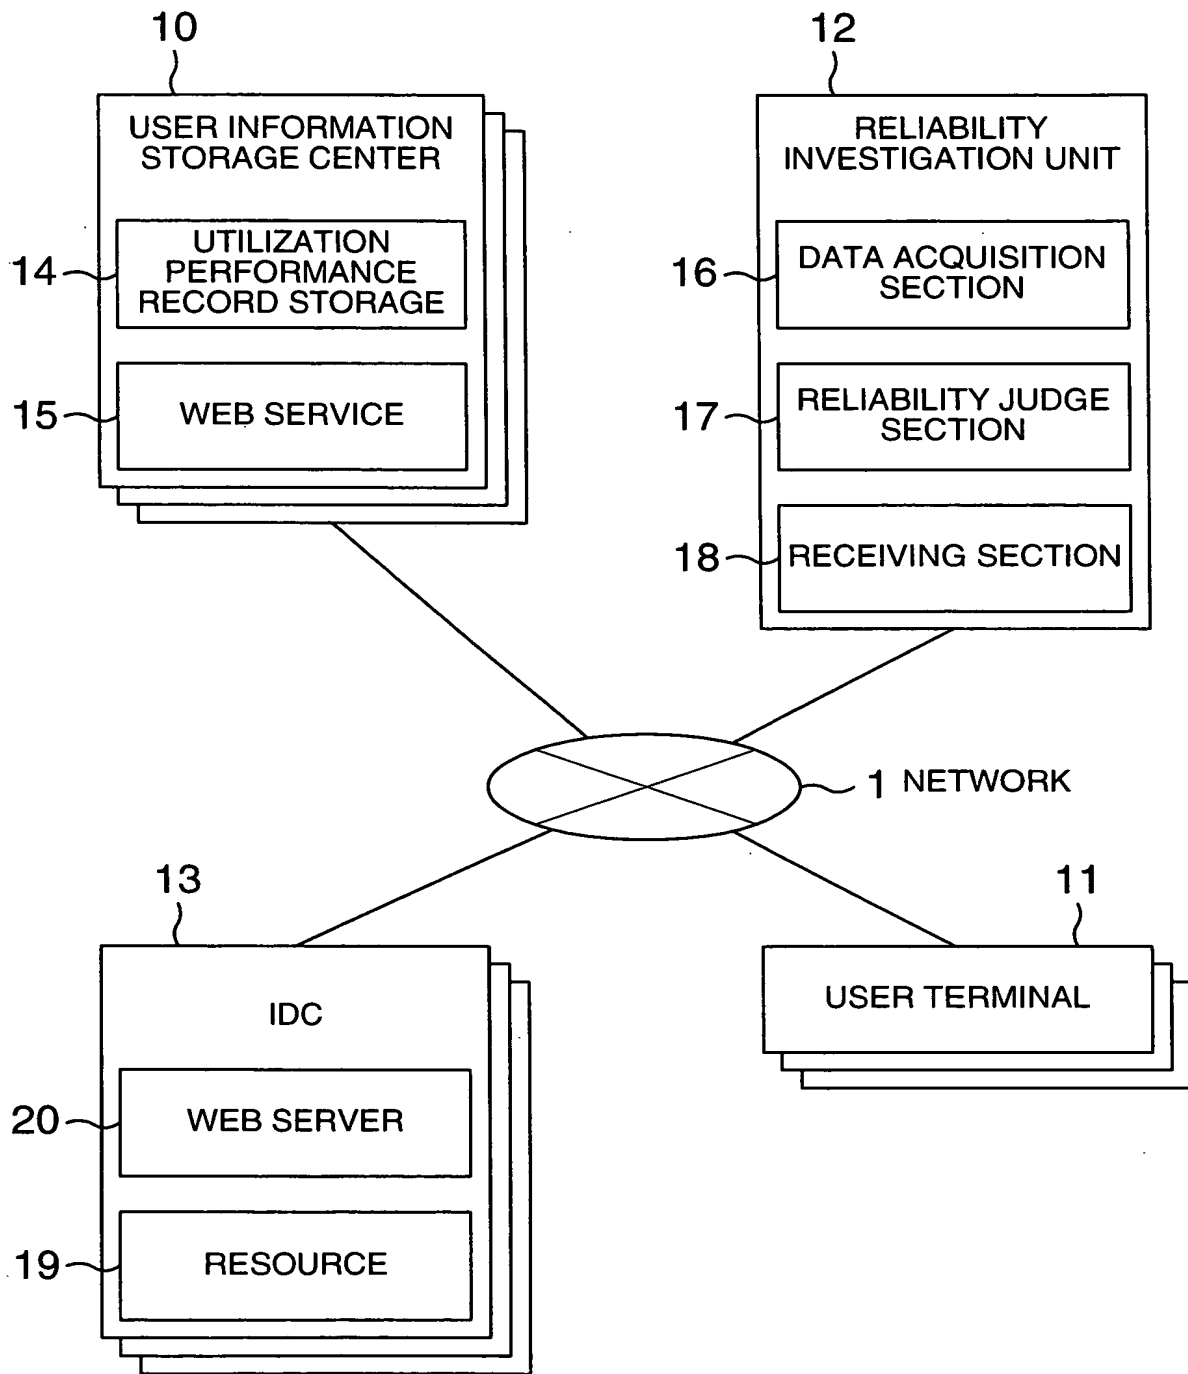 10
USER INFORMATION
STORAGE CENTER
14
UTILIZATION
PERFORMANCE
RECORD STORAGE
15
WEB SERVICE
12
RELIABILITY
INVESTIGATION UNIT
16
DATA ACQUISITION
SECTION
17
RELIABILITY JUDGE
SECTION
18
RECEIVING SECTION
1 NETWORK
13
IDC
20
WEB SERVER
19
RESOURCE
11
USER TERMINAL